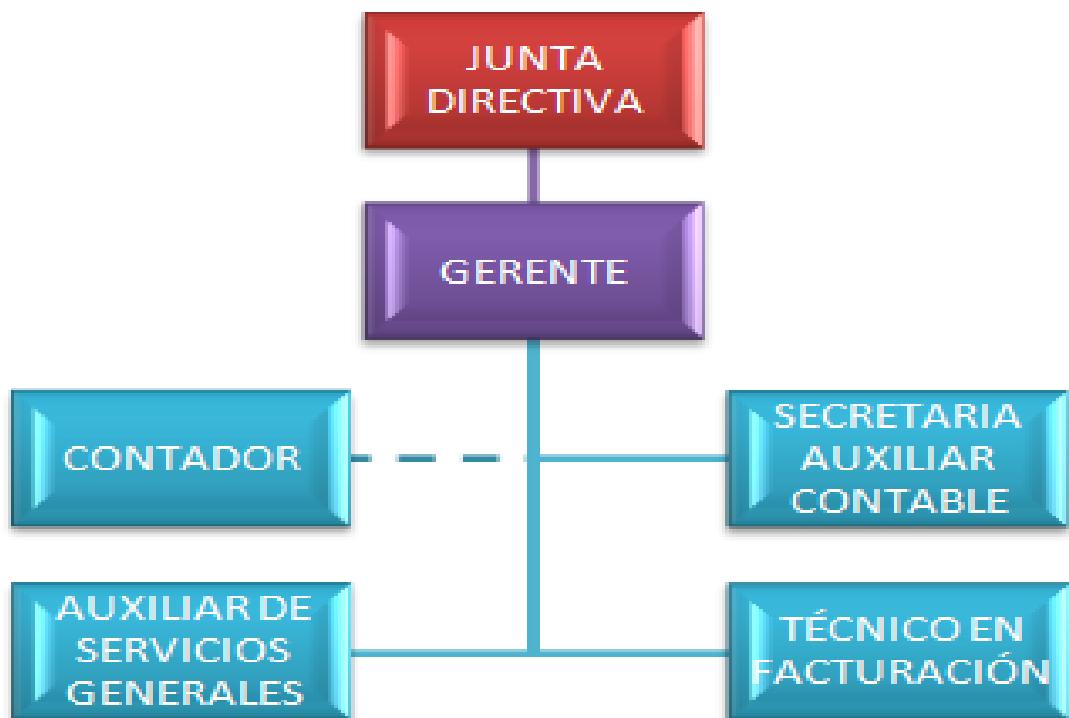 JUNTA
DIRECTIVA
GERENTE
CONTADOR
SECRETARIA
AUXILIAR
CONTABLE
AUXILIAR DE
SERVICIOS
GENERALES
TÉCNICO EN
FACTURACIÓN